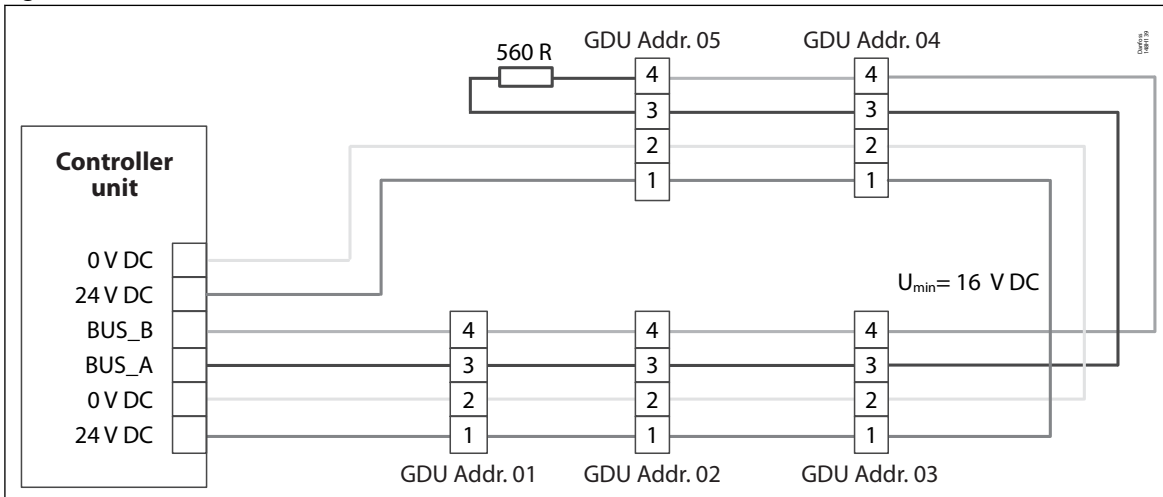 GDU Addr. 05
GDU Addr. 04
560 R
4
4
3
3
2
2
1
1
Danfoss
Controller
unit
0 V DC
24 V DC
BUS_B
BUS_A
0 V DC
24 V DC
Umin= 16 V DC
4
4
4
3
3
3
2
2
2
1
1
1
GDU Addr. 01
GDU Addr. 02
GDU Addr. 03